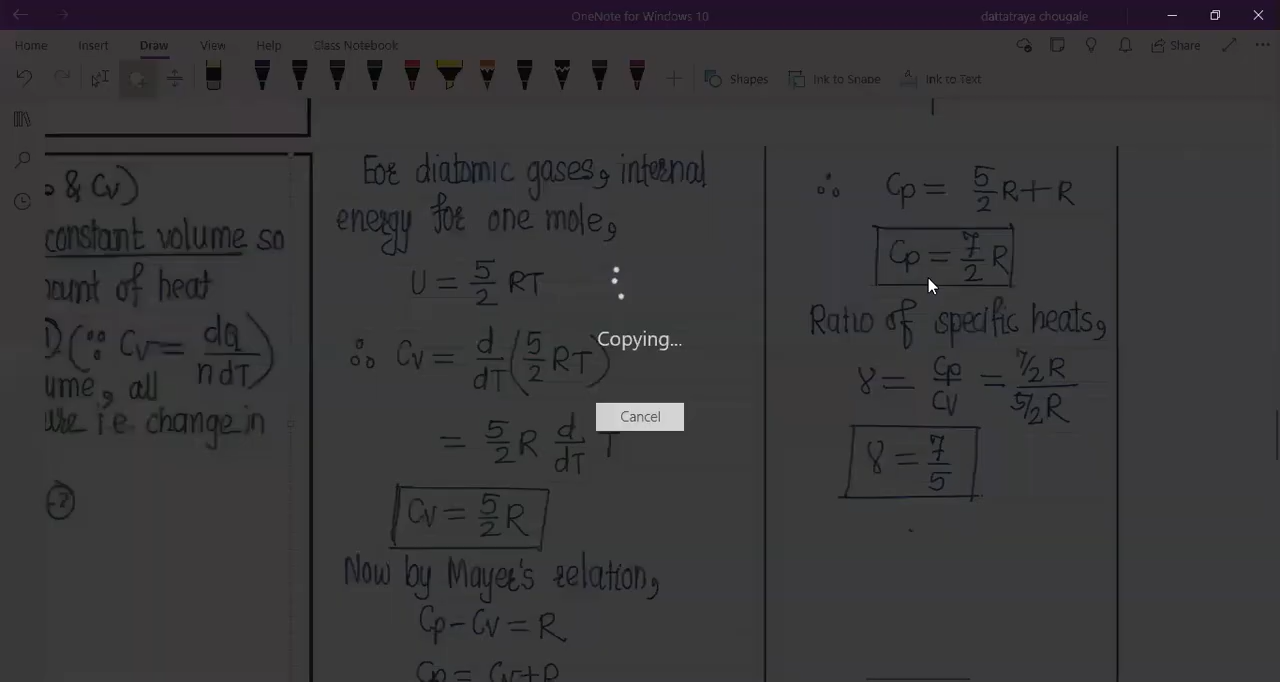 OneNote for Windows 10
dattatraya chougale
Home Insert Draw View Help Class Notebook
Share
Shapes Ink to Shape Ink to Text
& Cv)
constant volume so
of heat
(∵ Cv = dQ/ndT)
all
i.e. change in
For diatomic gases, internal
energy for one mole,
U = 5/2 RT
∴ Cv = d/dT (5/2 RT)
= 5/2 R d/dT T
Cv = 5/2 R
Now by Mayer's relation,
Cp - Cv = R
Cp = Cv + R
Copying...
Cancel
∴ Cp = 5/2 R + R
Cp = 7/2 R
Ratio of specific heats,
γ = Cp/Cv = 7/2 R / 5/2 R
γ = 7/5